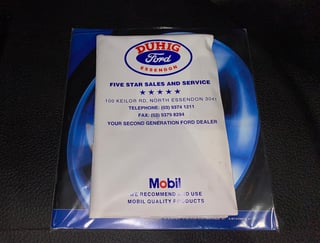 DUHIG
Ford
ESSENDON
FIVE STAR SALES AND SERVICE
100 KEILOR RD, NORTH ESSENDON 3041
TELEPHONE: (03) 9374 1211
FAX: (03) 9379 8294
YOUR SECOND GENERATION FORD DEALER
Mobil
WE RECOMMEND AND USE
MOBIL QUALITY PRODUCTS